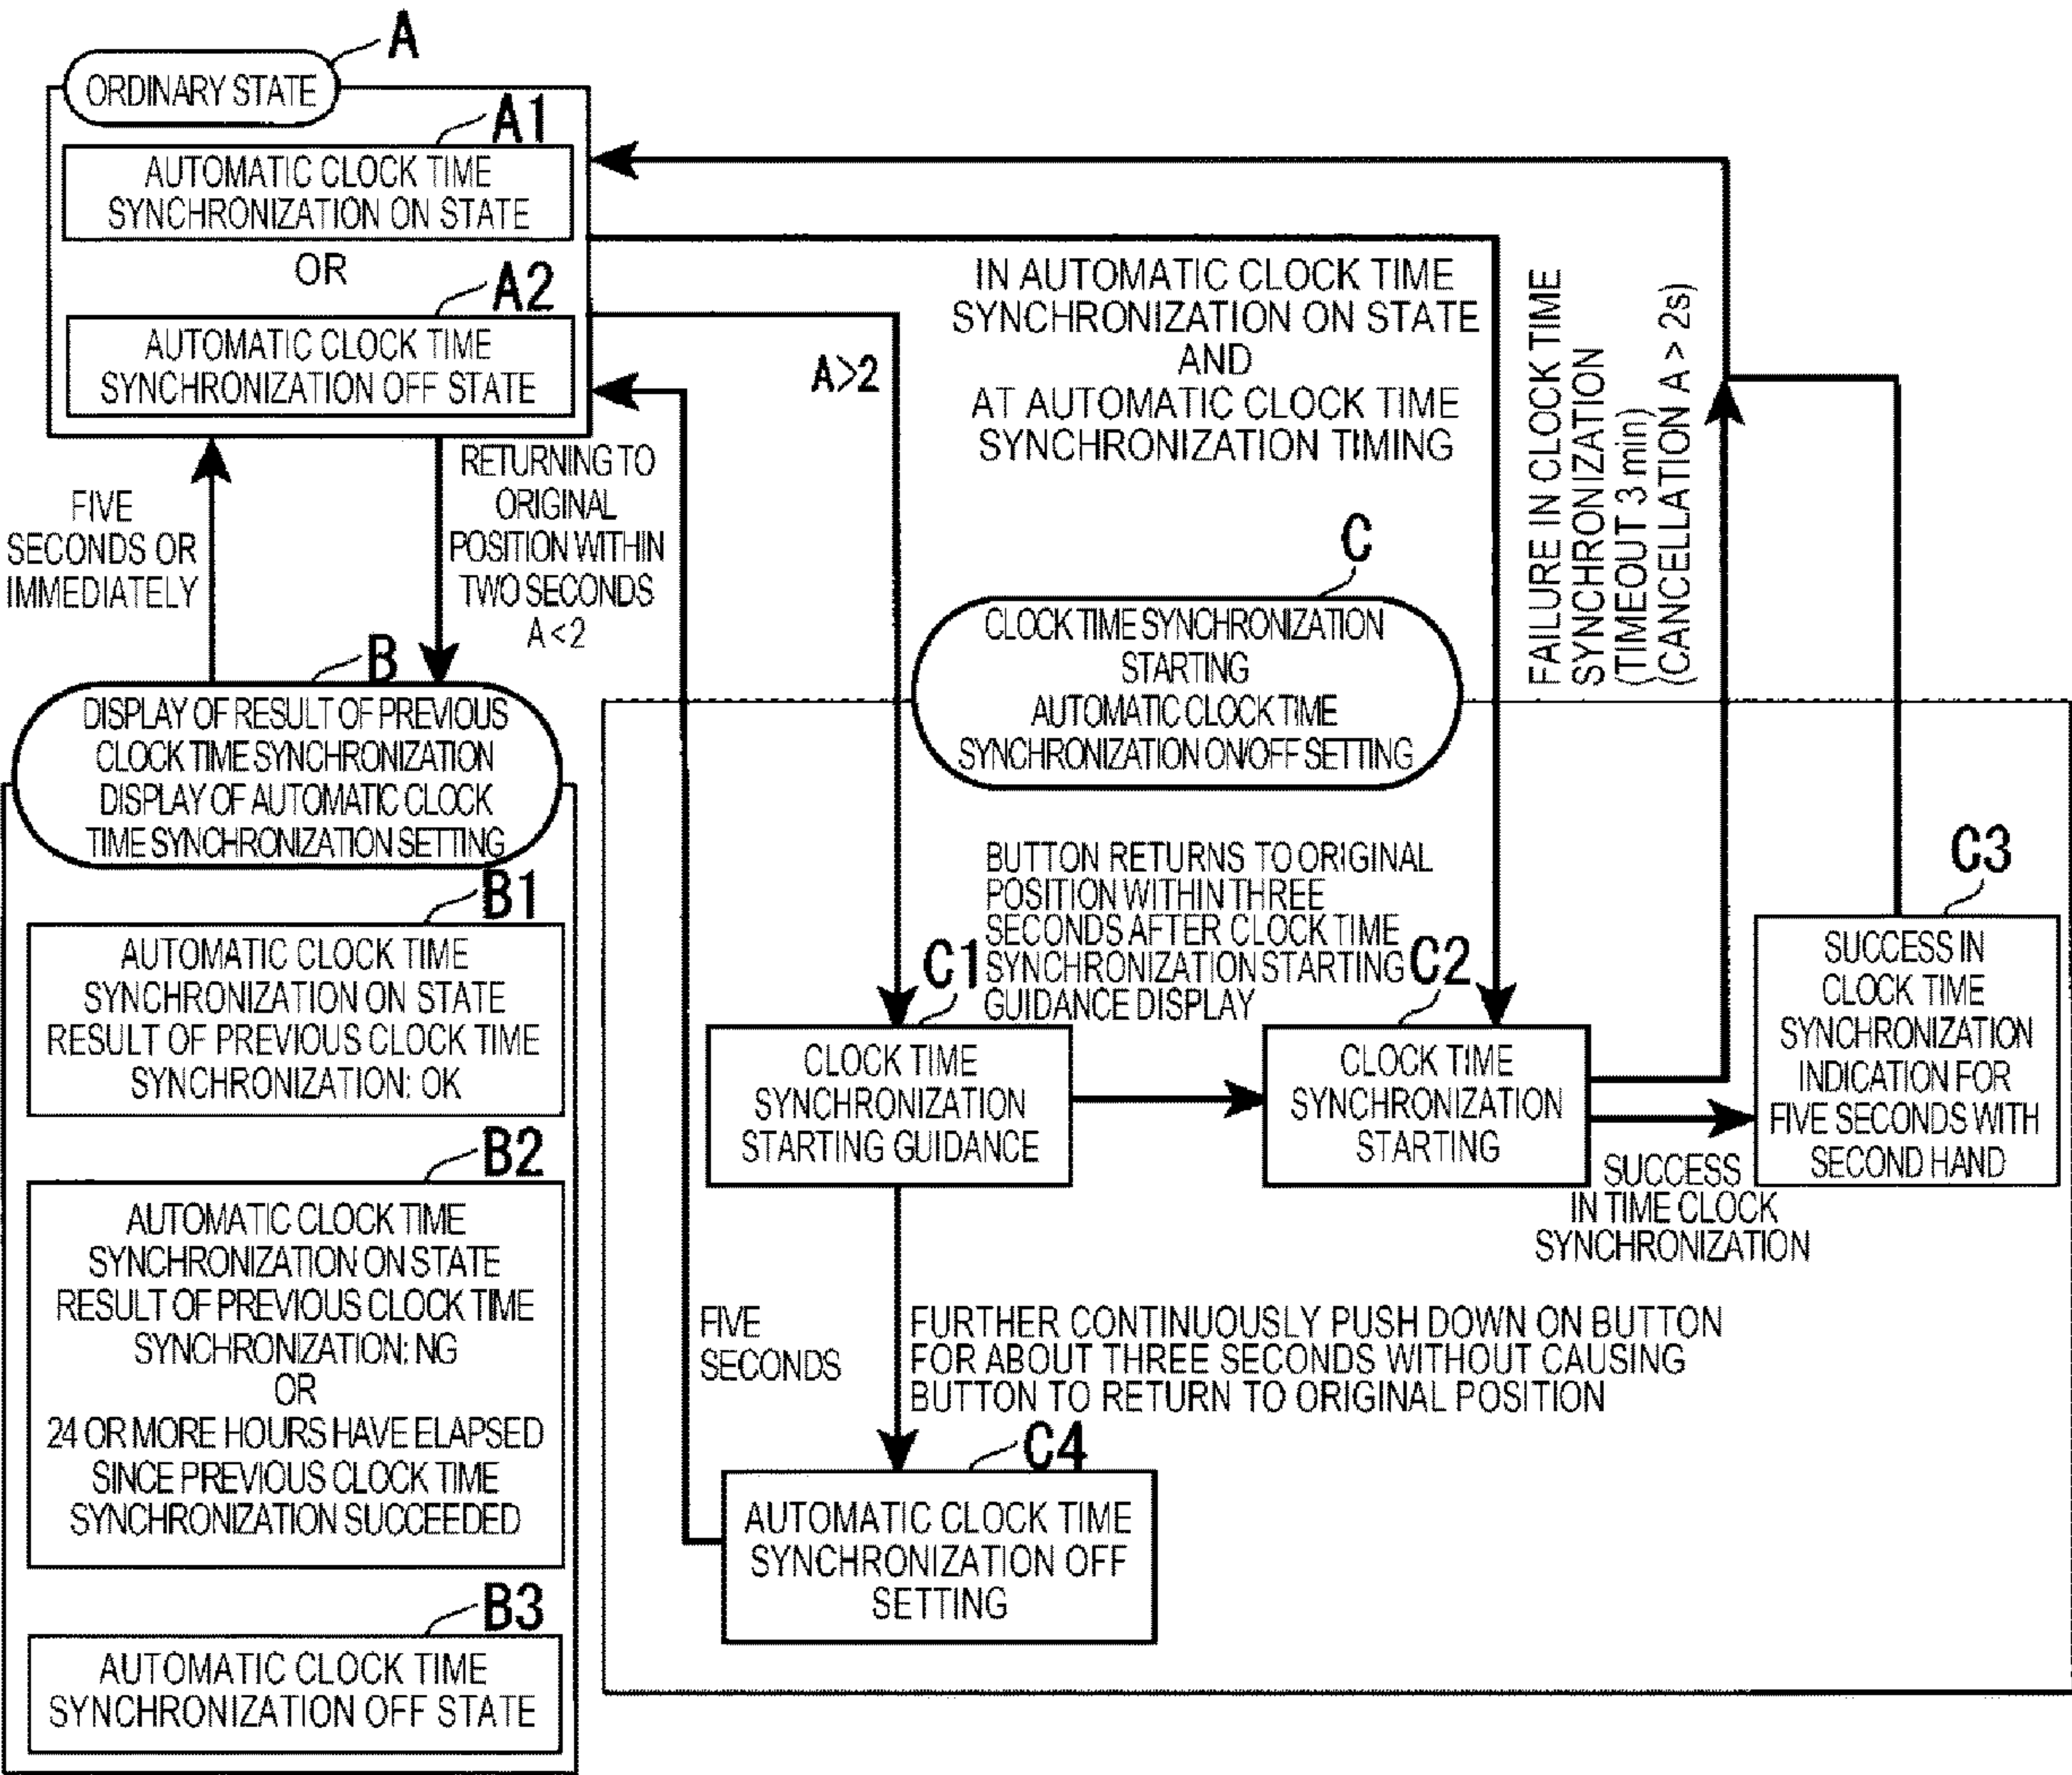 A
ORDINARY STATE
A1
AUTOMATIC CLOCK TIME
SYNCHRONIZATION ON STATE
OR
A2
AUTOMATIC CLOCK TIME
SYNCHRONIZATION OFF STATE
FIVE
SECONDS OR
IMMEDIATELY
RETURNING TO
ORIGINAL
POSITION WITHIN
TWO SECONDS
A<2
A>2
IN AUTOMATIC CLOCK TIME
SYNCHRONIZATION ON STATE
AND
AT AUTOMATIC CLOCK TIME
SYNCHRONIZATION TIMING
FAILURE IN CLOCK TIME
SYNCHRONIZATION
(TIMEOUT 3 min)
(CANCELLATION A > 2s)
B
DISPLAY OF RESULT OF PREVIOUS
CLOCK TIME SYNCHRONIZATION
DISPLAY OF AUTOMATIC CLOCK
TIME SYNCHRONIZATION SETTING
B1
AUTOMATIC CLOCK TIME
SYNCHRONIZATION ON STATE
RESULT OF PREVIOUS CLOCK TIME
SYNCHRONIZATION: OK
B2
AUTOMATIC CLOCK TIME
SYNCHRONIZATION ON STATE
RESULT OF PREVIOUS CLOCK TIME
SYNCHRONIZATION: NG
OR
24 OR MORE HOURS HAVE ELAPSED
SINCE PREVIOUS CLOCK TIME
SYNCHRONIZATION SUCCEEDED
B3
AUTOMATIC CLOCK TIME
SYNCHRONIZATION OFF STATE
C
CLOCK TIME SYNCHRONIZATION
STARTING
AUTOMATIC CLOCK TIME
SYNCHRONIZATION ON/OFF SETTING
BUTTON RETURNS TO ORIGINAL
POSITION WITHIN THREE
SECONDS AFTER CLOCK TIME
SYNCHRONIZATION STARTING
GUIDANCE DISPLAY
C1
CLOCK TIME
SYNCHRONIZATION
STARTING GUIDANCE
C2
CLOCK TIME
SYNCHRONIZATION
STARTING
C3
SUCCESS IN
CLOCK TIME
SYNCHRONIZATION
INDICATION FOR
FIVE SECONDS WITH
SECOND HAND
SUCCESS
IN TIME CLOCK
SYNCHRONIZATION
FIVE
SECONDS
FURTHER CONTINUOUSLY PUSH DOWN ON BUTTON
FOR ABOUT THREE SECONDS WITHOUT CAUSING
BUTTON TO RETURN TO ORIGINAL POSITION
C4
AUTOMATIC CLOCK TIME
SYNCHRONIZATION OFF
SETTING